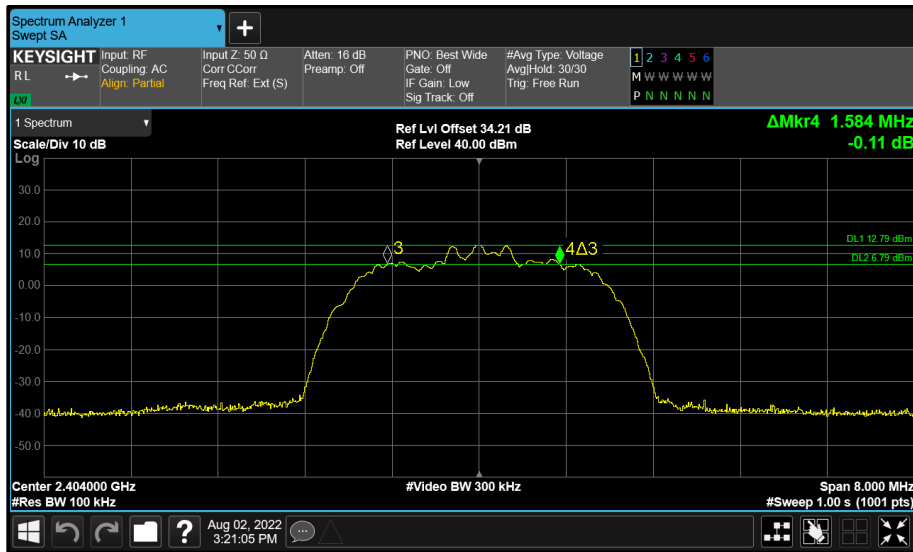 Spectrum Analyzer 1
Swept SA
+
KEYSIGHT
RL
LXI
Input: RF
Coupling: AC
Align: Partial
Input Z: 50 Ω
Corr CCorr
Freq Ref: Ext (S)
Atten: 16 dB
Preamp: Off
PNO: Best Wide
Gate: Off
IF Gain: Low
Sig Track: Off
#Avg Type: Voltage
Avg|Hold: 30/30
Trig: Free Run
1 2 3 4 5 6
M W W W W W
P N N N N N
1 Spectrum
Scale/Div 10 dB
Log
Ref Lvl Offset 34.21 dB
Ref Level 40.00 dBm
ΔMkr4 1.584 MHz
-0.11 dB
30.0
20.0
10.0
0.00
-10.0
-20.0
-30.0
-40.0
-50.0
3
4Δ3
DL1 12.79 dBm
DL2 6.79 dBm
Center 2.404000 GHz
#Res BW 100 kHz
#Video BW 300 kHz
Span 8.000 MHz
#Sweep 1.00 s (1001 pts)
?
Aug 02, 2022
3:21:05 PM